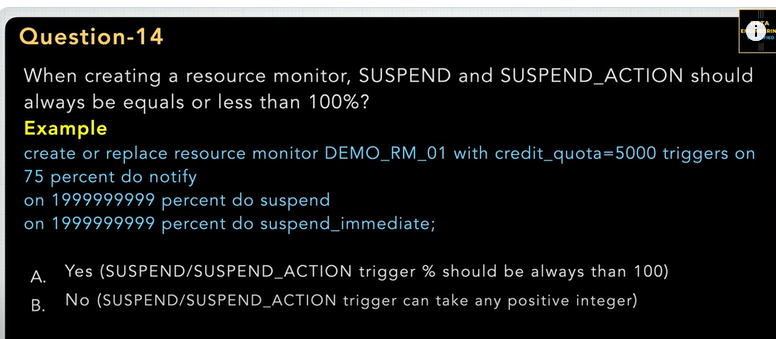 Question-14
When creating a resource monitor, SUSPEND and SUSPEND_ACTION should
always be equals or less than 100%?
Example
create or replace resource monitor DEMO_RM_01 with credit_quota=5000 triggers on
75 percent do notify
on 1999999999 percent do suspend
on 1999999999 percent do suspend_immediate;
A. Yes (SUSPEND/SUSPEND_ACTION trigger % should be always than 100)
B. No (SUSPEND/SUSPEND_ACTION trigger can take any positive integer)